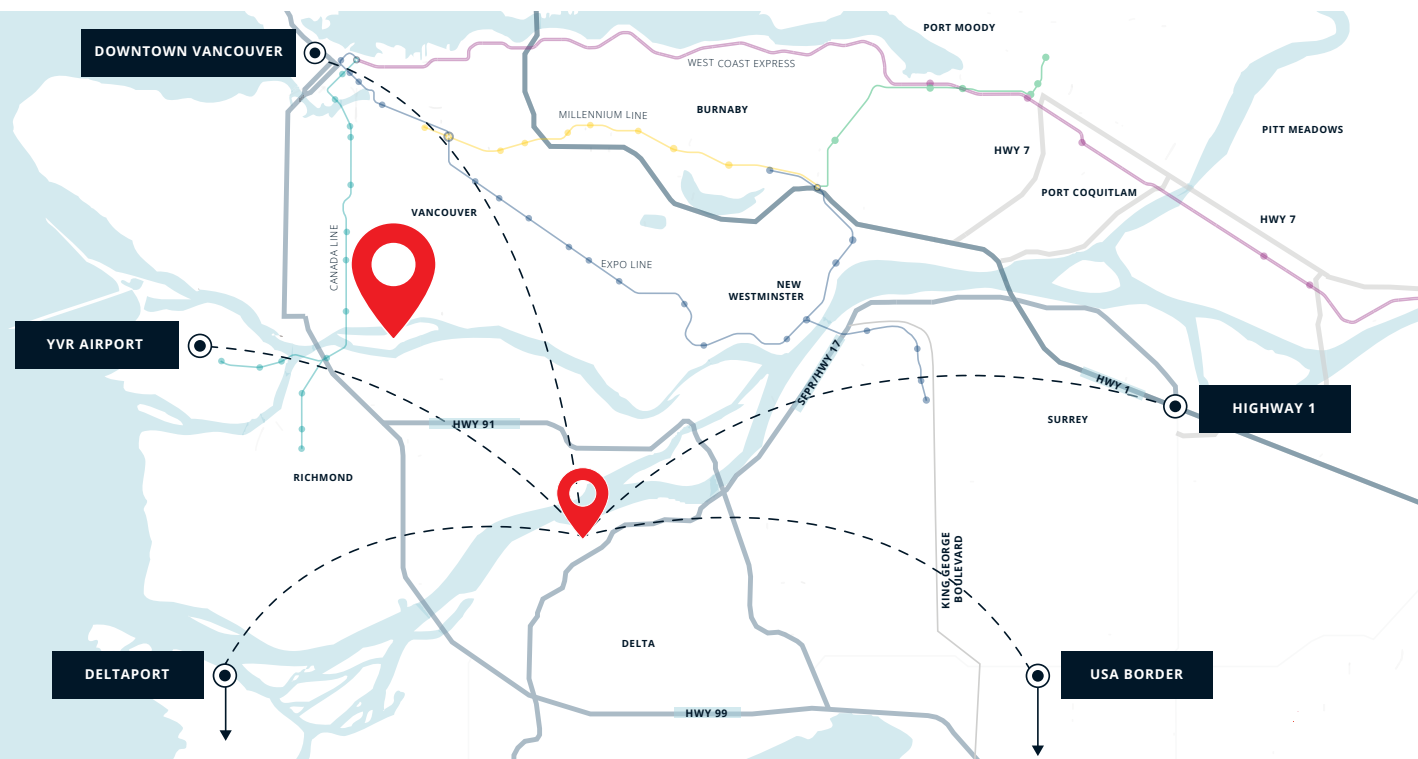 PORT MOODY
DOWNTOWN VANCOUVER
WEST COAST EXPRESS
BURNABY
MILLENNIUM LINE
PITT MEADOWS
HWY 7
PORT COQUITLAM
VANCOUVER
HWY 7
CANADA LINE
EXPO LINE
NEW
WESTMINSTER
YVR AIRPORT
SFPR/HWY 17
HWY 1
HIGHWAY 1
SURREY
HWY 91
RICHMOND
KING GEORGE
BOULEVARD
DELTA
DELTAPORT
USA BORDER
HWY 99